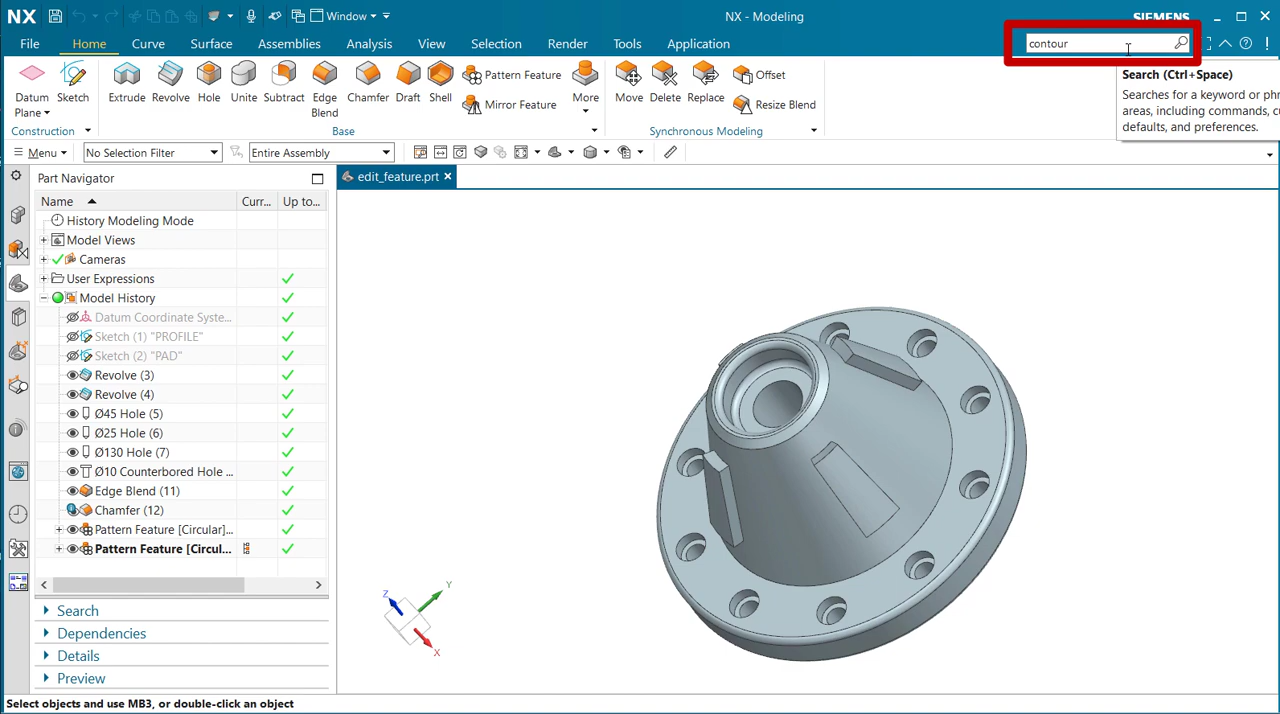 NX
Window
NX - Modeling
SIEMENS
File
Home
Curve
Surface
Assemblies
Analysis
View
Selection
Render
Tools
Application
contour
Search (Ctrl+Space)
Searches for a keyword or phr
areas, including commands, cu
defaults, and preferences.
Datum
Plane
Sketch
Extrude
Revolve
Hole
Unite
Subtract
Edge
Blend
Chamfer
Draft
Shell
Pattern Feature
Mirror Feature
More
Move
Delete
Replace
Offset
Resize Blend
Construction
Base
Synchronous Modeling
Menu
No Selection Filter
Entire Assembly
Part Navigator
edit_feature.prt
Name
Curr...
Up to...
History Modeling Mode
Model Views
Cameras
User Expressions
Model History
Datum Coordinate Syste...
Sketch (1) "PROFILE"
Sketch (2) "PAD"
Revolve (3)
Revolve (4)
Ø45 Hole (5)
Ø25 Hole (6)
Ø130 Hole (7)
Ø10 Counterbored Hole ...
Edge Blend (11)
Chamfer (12)
Pattern Feature [Circular]...
Pattern Feature [Circul...
Search
Dependencies
Details
Preview
Z
Y
X
Select objects and use MB3, or double-click an object